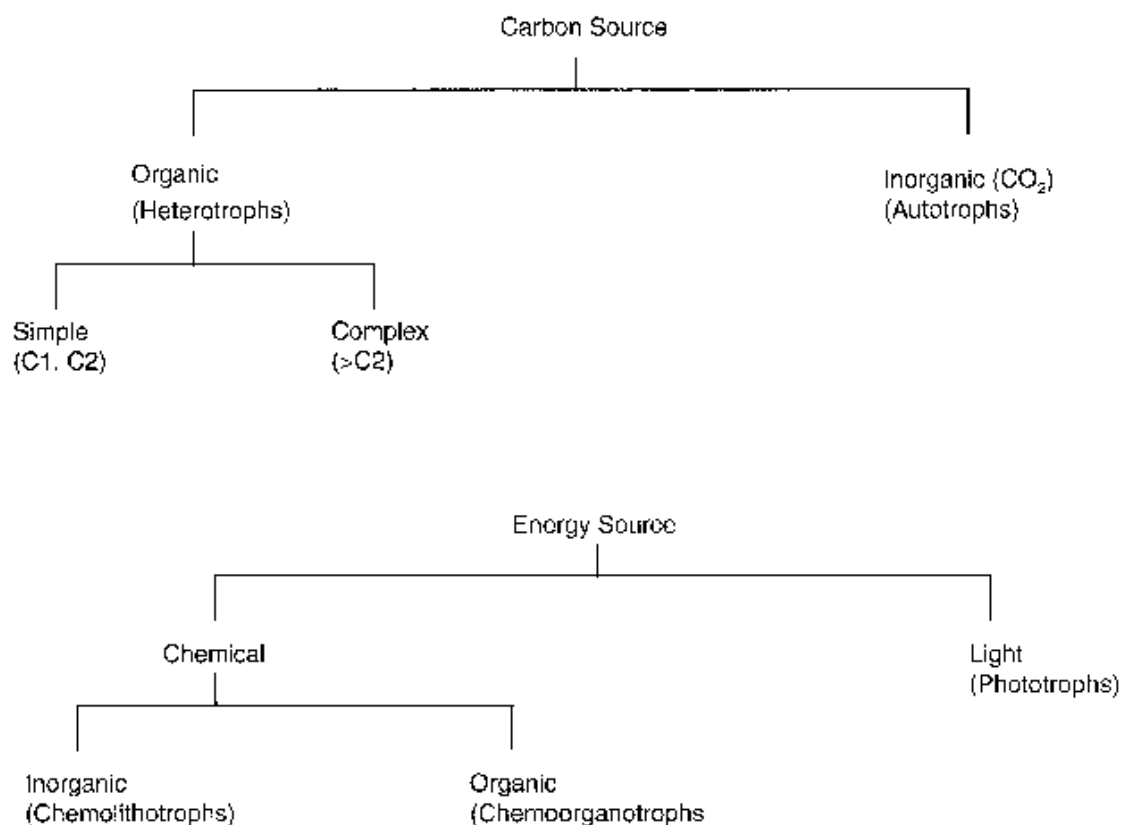 Carbon Source
Organic
(Heterotrophs)
Inorganic (CO₂)
(Autotrophs)
Simple
(C1, C2)
Complex
(>C2)
Energy Source
Chemical
Light
(Phototrophs)
Inorganic
(Chemolithotrophs)
Organic
(Chemoorganotrophs